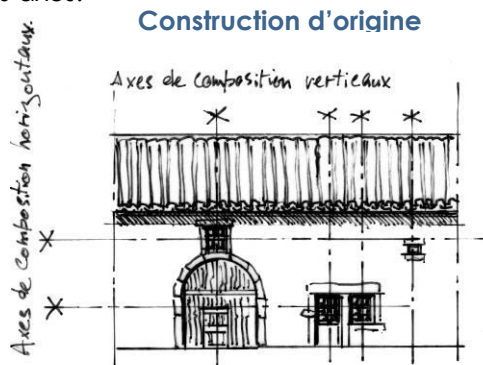 Construction d'origine
Axes de composition verticaux
Axes de composition horizontaux.